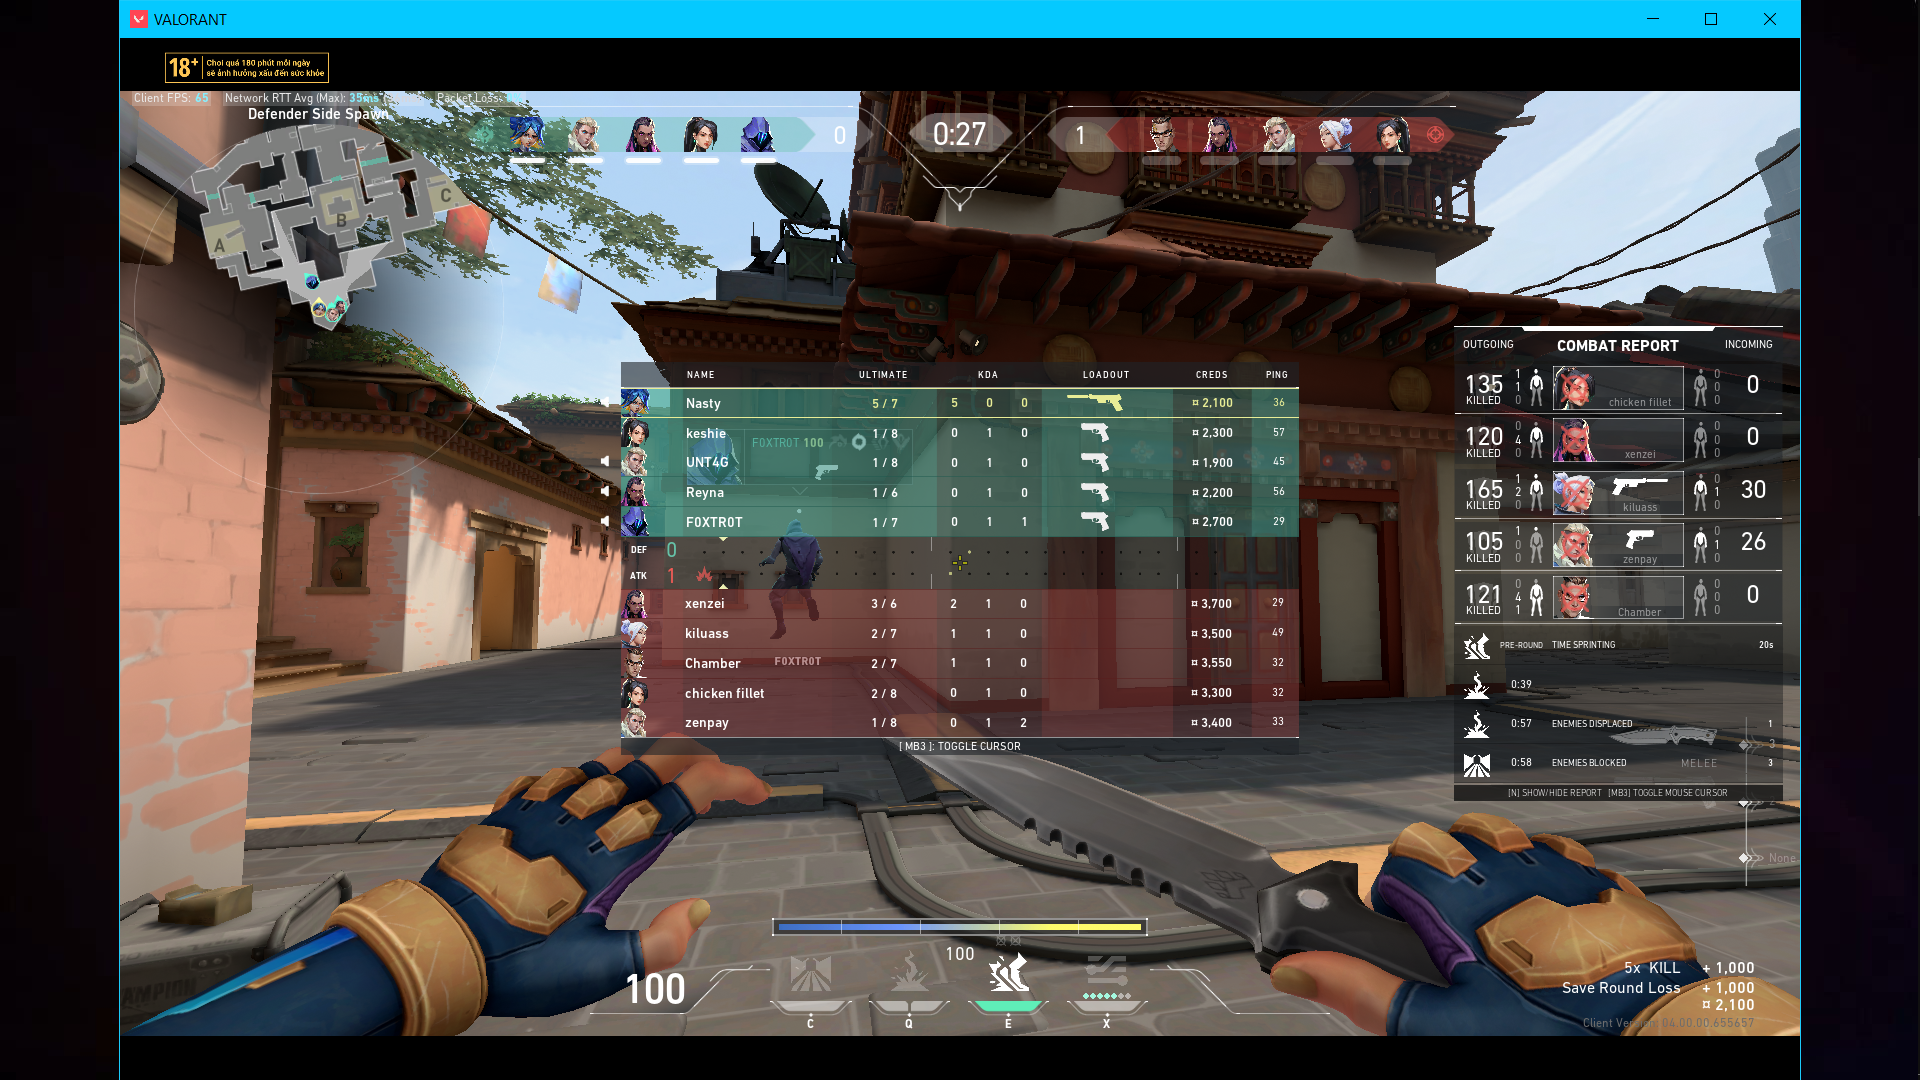 VALORANT
18+
Chơi quá 180 phút mỗi ngày
sẽ ảnh hưởng xấu đến sức khỏe
Client FPS: 65 Network RTT Avg (Max): 35ms Packet Loss:
Defender Side Spawn
0
0:27
1
A
B
C
NAME ULTIMATE KDA LOADOUT CREDS PING
Nasty 5 / 7 5 0 0 ¤ 2,100 36
keshie 1 / 8 0 1 0 ¤ 2,300 57
FOXTROT 100
UNT4G 1 / 8 0 1 0 ¤ 1,900 45
Reyna 1 / 6 0 1 0 ¤ 2,200 56
FOXTROT 1 / 7 0 1 1 ¤ 2,700 29
DEF 0
ATK 1
xenzei 3 / 6 2 1 0 ¤ 3,700 29
kiluass 2 / 7 1 1 0 ¤ 3,500 49
Chamber 2 / 7 1 1 0 ¤ 3,550 32
FOXTROT
chicken fillet 2 / 8 0 1 0 ¤ 3,300 32
zenpay 1 / 8 0 1 2 ¤ 3,400 33
[ MB3 ]: TOGGLE CURSOR
OUTGOING COMBAT REPORT INCOMING
135 KILLED 1 1 0 chicken fillet 0 0 0 0
120 KILLED 0 4 0 xenzei 0 0 0 0
165 KILLED 1 2 0 kiluass 0 1 0 30
105 KILLED 1 0 0 zenpay 0 1 0 26
121 KILLED 0 4 1 Chamber 0 0 0 0
PRE-ROUND TIME SPRINTING 20s
0:39
0:57 ENEMIES DISPLACED 1
3
0:58 ENEMIES BLOCKED 3
MELEE
[N] SHOW/HIDE REPORT [MB3] TOGGLE MOUSE CURSOR
2
None
100
100
C
Q
E
X
5x KILL + 1,000
Save Round Loss + 1,000
¤ 2,100